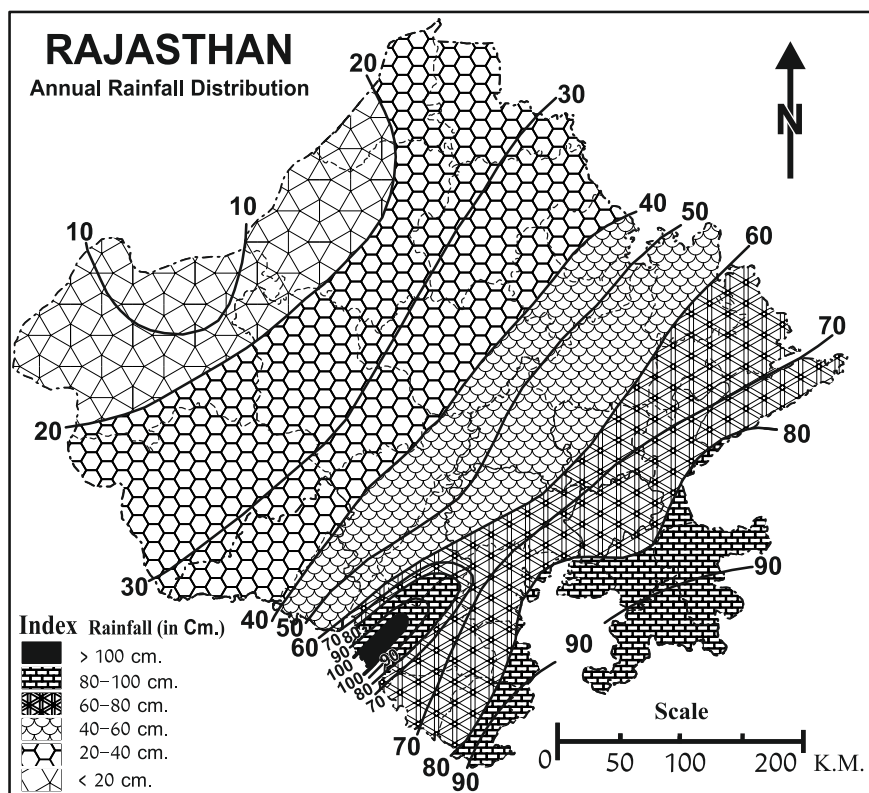 RAJASTHAN
Annual Rainfall Distribution
N
20
30
10
10
40
50
60
70
80
20
30
90
90
40
50
60
70
80
90
100
100
90
80
70
70
80
90
Index Rainfall (in Cm.)
> 100 cm.
80-100 cm.
60-80 cm.
40-60 cm.
20-40 cm.
< 20 cm.
Scale
0 50 100 200 K.M.